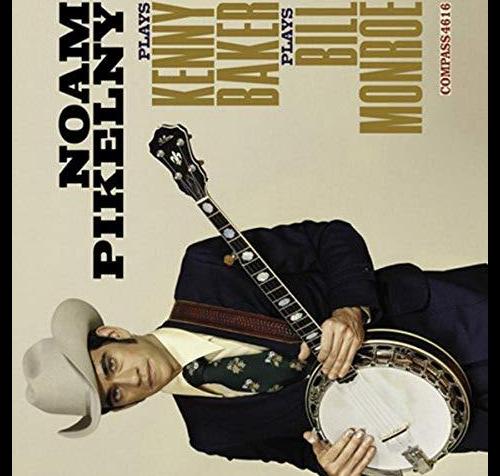 NOAM
PIKELNY
PLAYS
KENNY
BAKER
PLAYS
BILL
MONROE
COMPASS4616